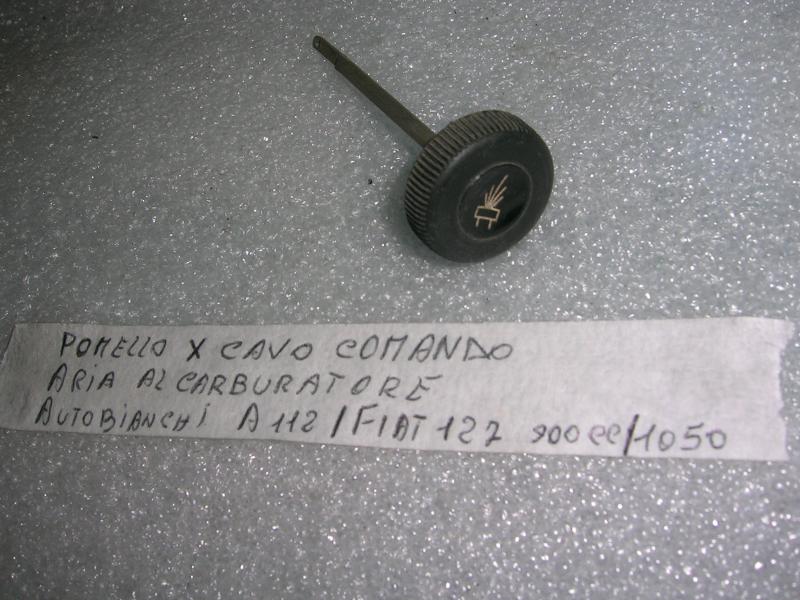 POMELLO X CAVO COMANDO
ARIA AL CARBURATORE
AUTOBIANCHI A 112 / FIAT 127 900 CC/1050